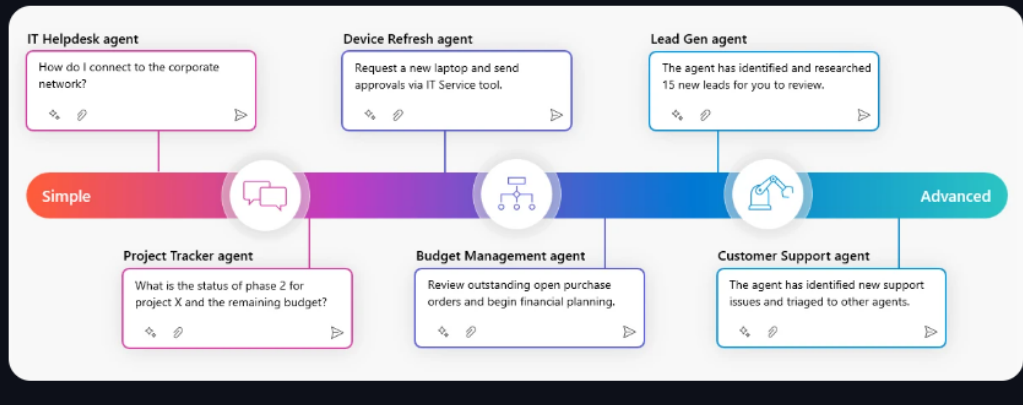 IT Helpdesk agent
How do I connect to the corporate
network?
Device Refresh agent
Request a new laptop and send
approvals via IT Service tool.
Lead Gen agent
The agent has identified and researched
15 new leads for you to review.
Simple
Advanced
Project Tracker agent
What is the status of phase 2 for
project X and the remaining budget?
Budget Management agent
Review outstanding open purchase
orders and begin financial planning.
Customer Support agent
The agent has identified new support
issues and triaged to other agents.